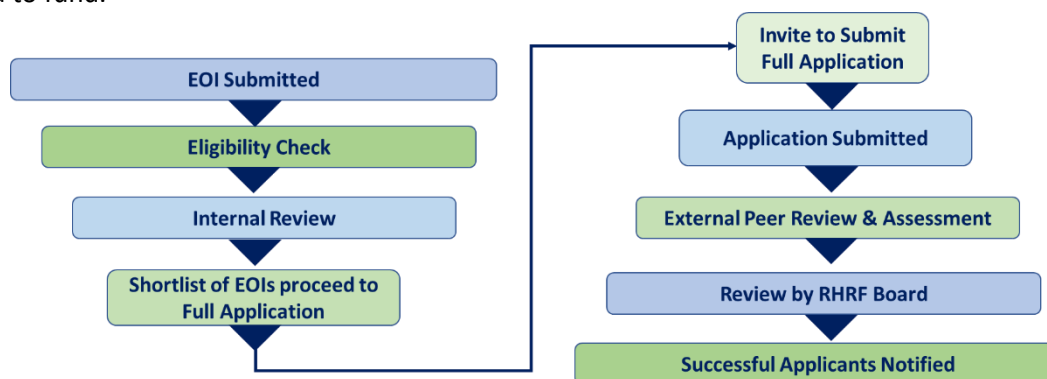 to fund.
EOI Submitted
Eligibility Check
Internal Review
Shortlist of EOIs proceed to
Full Application
Invite to Submit
Full Application
Application Submitted
External Peer Review & Assessment
Review by RHRF Board
Successful Applicants Notified